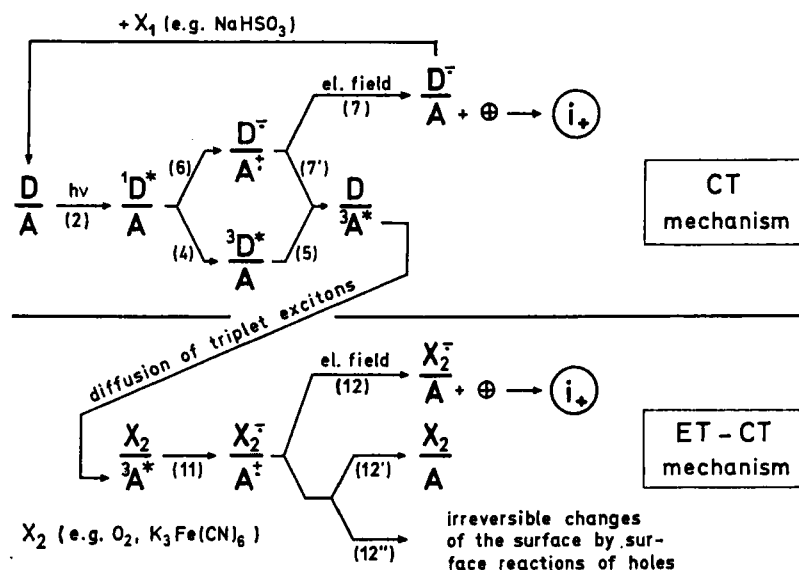 + X₁ (e.g. NaHSO₃)
el. field
(7)
D⁻̇
A + ⊕ → i₊
D
A
hν
(2)
¹D*
A
(6)
(4)
D⁻̇
A⁺̇
³D*
A
(7')
(5)
D
³A*
CT
mechanism
diffusion of triplet excitons
el. field
(12)
X₂⁻̇
A + ⊕ → i₊
X₂
³A*
(11)
X₂⁻̇
A⁺̇
(12')
X₂
A
(12'')
ET - CT
mechanism
X₂ (e.g. O₂, K₃Fe(CN)₆)
irreversible changes
of the surface by sur-
face reactions of holes